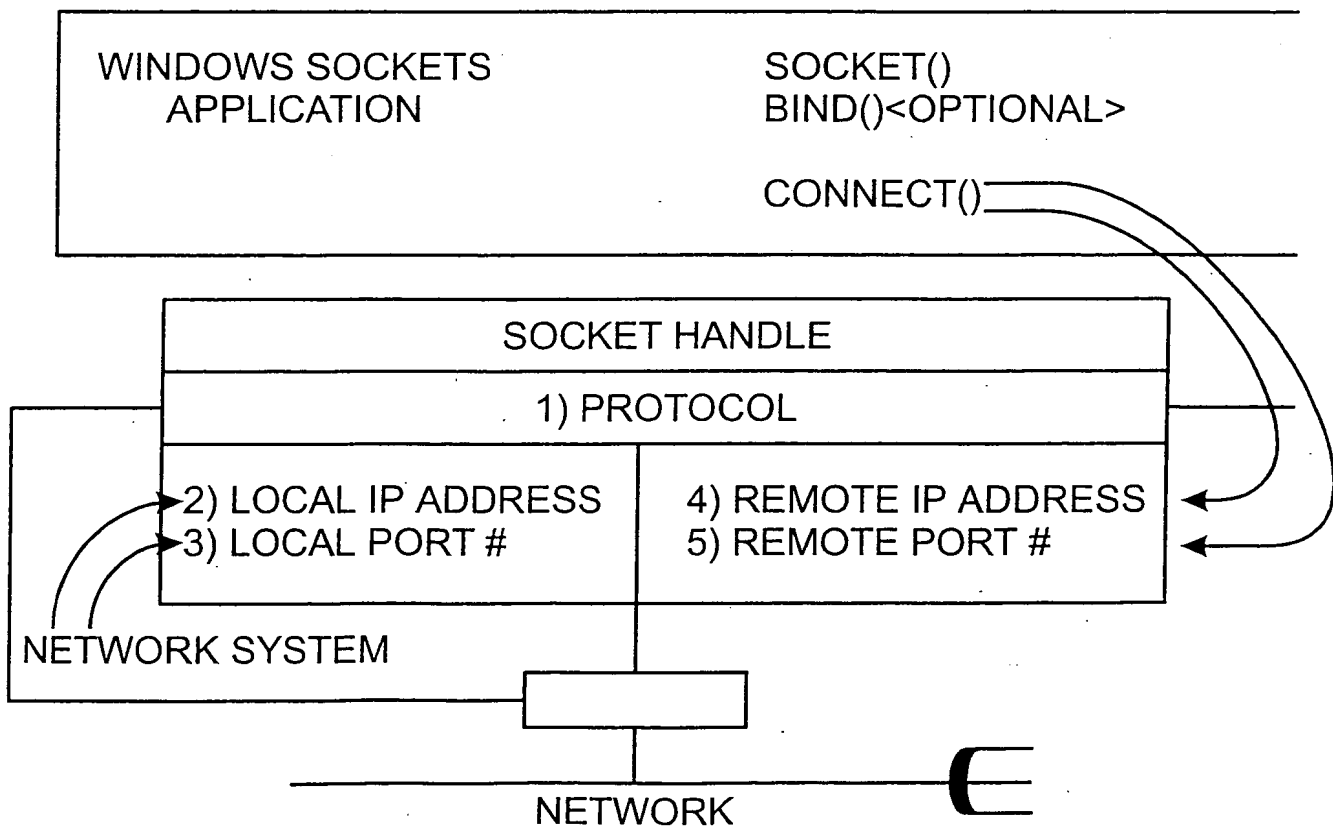 WINDOWS SOCKETS
APPLICATION
SOCKET()
BIND()<OPTIONAL>
CONNECT()
SOCKET HANDLE
1) PROTOCOL
2) LOCAL IP ADDRESS
3) LOCAL PORT #
4) REMOTE IP ADDRESS
5) REMOTE PORT #
NETWORK SYSTEM
NETWORK